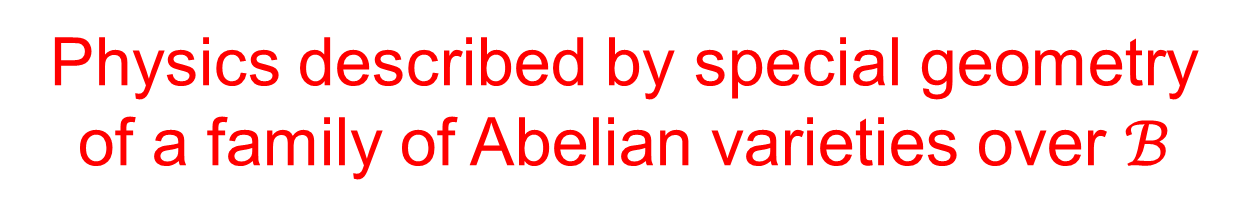 Physics described by special geometry
of a family of Abelian varieties over ℬ